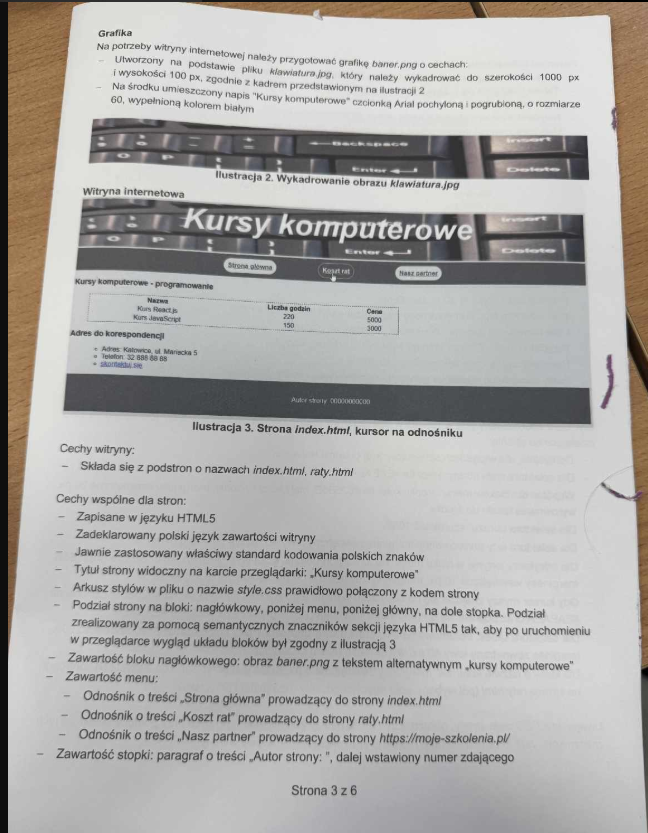 Grafika
Na potrzeby witryny internetowej należy przygotować grafikę baner.png o cechach:
– Utworzony na podstawie pliku klawiatura.jpg, który należy wykadrować do szerokości 1000 px
i wysokości 100 px, zgodnie z kadrem przedstawionym na ilustracji 2
– Na środku umieszczony napis "Kursy komputerowe" czcionką Arial pochyloną i pogrubioną, o rozmiarze
60, wypełnioną kolorem białym
Backspace
Insert
O P
Enter
Delete
Ilustracja 2. Wykadrowanie obrazu klawiatura.jpg
Witryna internetowa
Kursy komputerowe
Insert
O P
Enter
Delete
Strona główna Koszt rat Nasz partner
Kursy komputerowe - programowanie
Nazwa Liczba godzin Cena
Kurs React.js 220 5000
Kurs JavaScript 150 3000
Adres do korespondencji
Adres: Katowice, ul. Mariacka 5
Telefon: 32 888 88 88
Autor strony: 00000000000
Ilustracja 3. Strona index.html, kursor na odnośniku
Cechy witryny:
– Składa się z podstron o nazwach index.html, raty.html
Cechy wspólne dla stron:
– Zapisane w języku HTML5
– Zadeklarowany polski język zawartości witryny
– Jawnie zastosowany właściwy standard kodowania polskich znaków
– Tytuł strony widoczny na karcie przeglądarki: „Kursy komputerowe”
– Arkusz stylów w pliku o nazwie style.css prawidłowo połączony z kodem strony
– Podział strony na bloki: nagłówkowy, poniżej menu, poniżej główny, na dole stopka. Podział
zrealizowany za pomocą semantycznych znaczników sekcji języka HTML5 tak, aby po uruchomieniu
w przeglądarce wygląd układu bloków był zgodny z ilustracją 3
– Zawartość bloku nagłówkowego: obraz baner.png z tekstem alternatywnym „kursy komputerowe”
– Zawartość menu:
– Odnośnik o treści „Strona główna” prowadzący do strony index.html
– Odnośnik o treści „Koszt rat” prowadzący do strony raty.html
– Odnośnik o treści „Nasz partner” prowadzący do strony https://moje-szkolenia.pl/
– Zawartość stopki: paragraf o treści „Autor strony: ”, dalej wstawiony numer zdającego
Strona 3 z 6